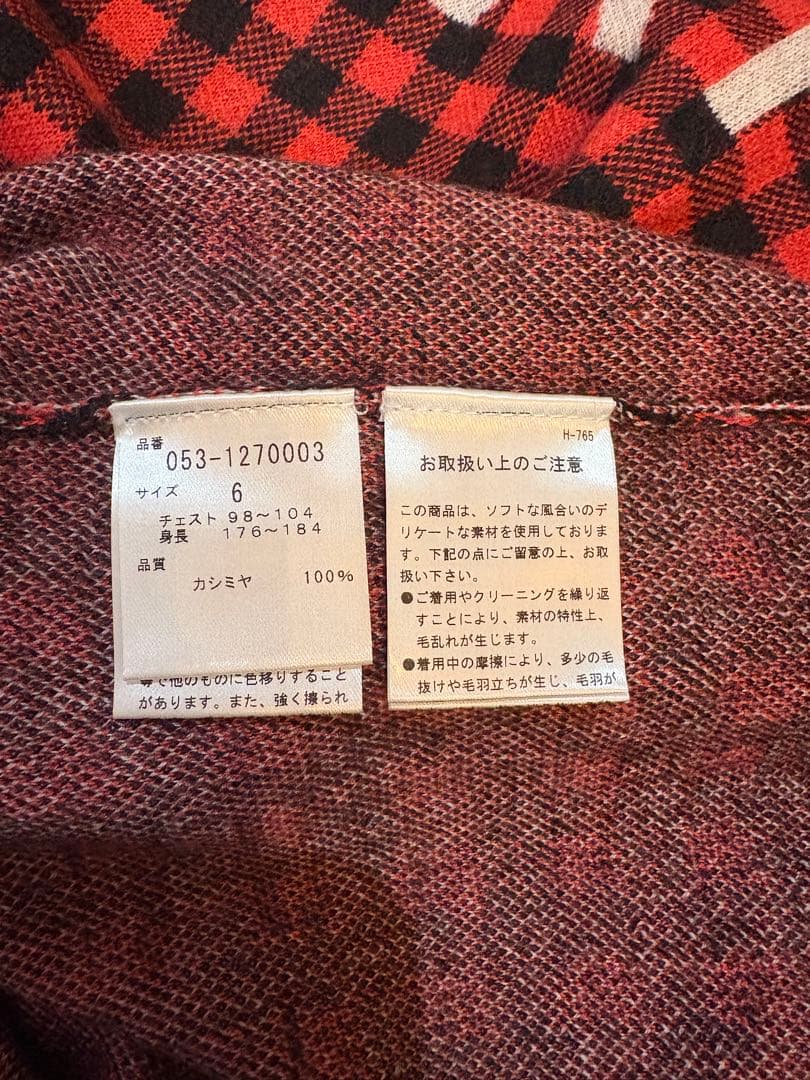 品番
053-1270003
サイズ 6
チェスト 98~104
身長 176~184
品質
カシミヤ 100%
等で他のものに色移りすること
があります。また、強く擦られ
H-765
お取扱い上のご注意
この商品は、ソフトな風合いのデ
リケートな素材を使用しておりま
す。下記の点にご留意の上、お取
扱い下さい。
●ご着用やクリーニングを繰り返
すことにより、素材の特性上、
毛乱れが生じます。
●着用中の摩擦により、多少の毛
抜けや毛羽立ちが生じ、毛羽が